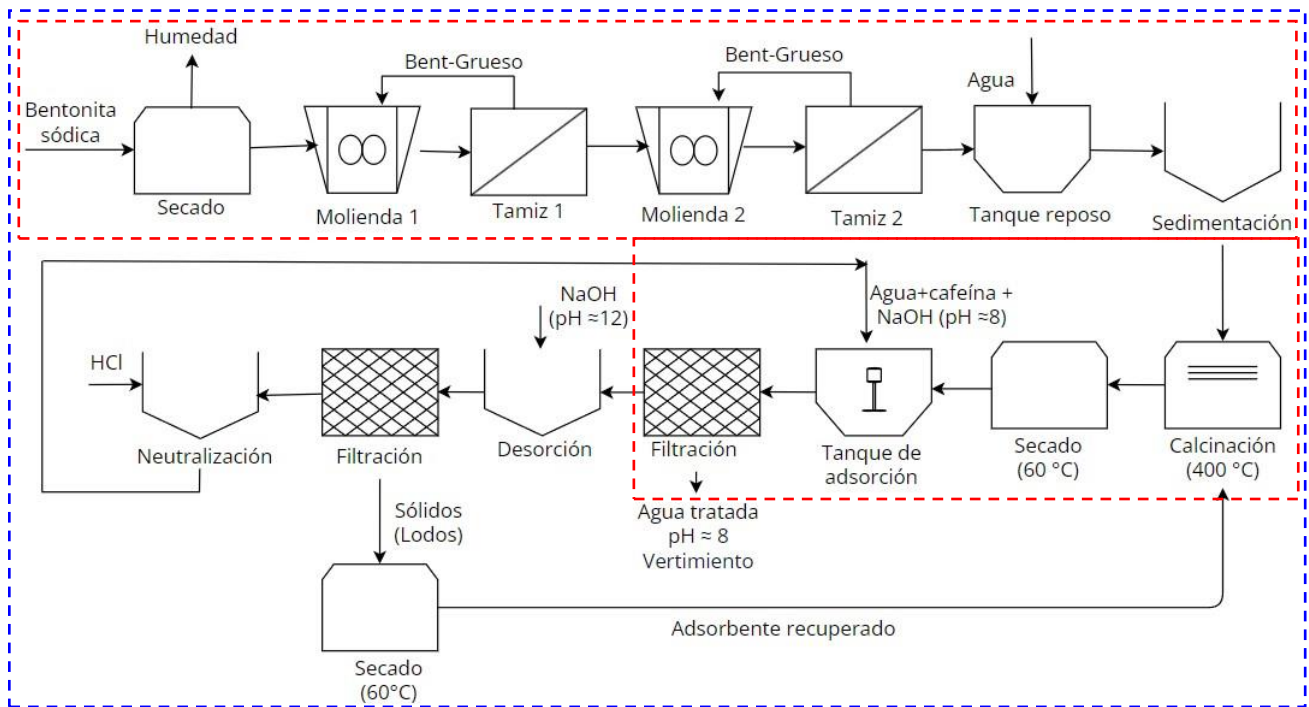 Humedad
Bentonita
sódica
Secado
Molienda 1
Bent-Grueso
Tamiz 1
Molienda 2
Bent-Grueso
Tamiz 2
Agua
Tanque reposo
Sedimentación
HCl
Neutralización
Filtración
NaOH
(pH ≈12)
Desorción
Filtración
Agua tratada
pH ≈ 8
Vertimiento
Agua+cafeína +
NaOH (pH ≈8)
Tanque de
adsorción
Secado
(60 °C)
Calcinación
(400 °C)
Sólidos
(Lodos)
Secado
(60°C)
Adsorbente recuperado